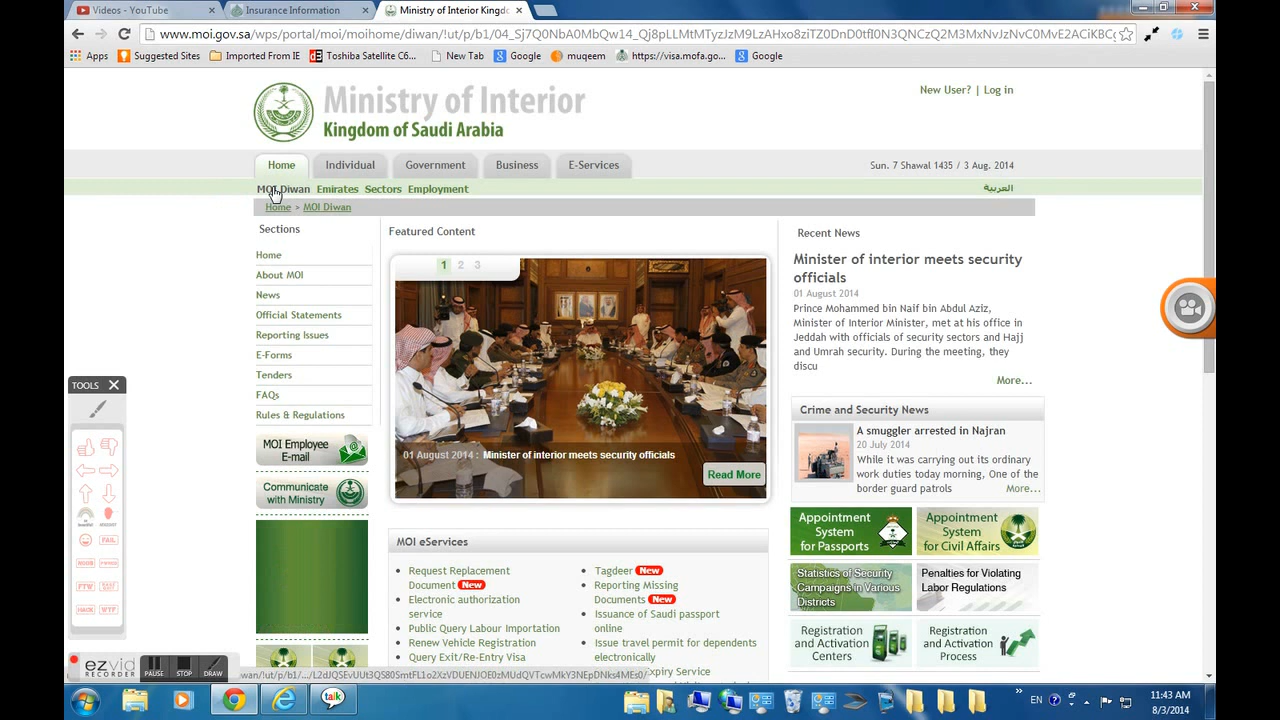 Videos - YouTube
Insurance Information
Ministry of Interior Kingdo
www.moi.gov.sa/wps/portal/moi/moihome/diwan/
Apps
Suggested Sites
Imported From IE
Toshiba Satellite C6...
New Tab
Google
muqeem
https://visa.mofa.go...
Google
Ministry of Interior
Kingdom of Saudi Arabia
New User? | Log in
Home
Individual
Government
Business
E-Services
Sun. 7 Shawal 1435 / 3 Aug. 2014
MOI Diwan
Emirates
Sectors
Employment
العربية
Home > MOI Diwan
Sections
Home
About MOI
News
Official Statements
Reporting Issues
E-Forms
Tenders
FAQs
Rules & Regulations
MOI Employee
E-mail
Communicate
with Ministry
Featured Content
1 2 3
01 August 2014 : Minister of interior meets security officials
Read More
MOI eServices
Request Replacement
Document New
Electronic authorization
service
Public Query Labour Importation
Renew Vehicle Registration
Query Exit/Re-Entry Visa
Tagdeer New
Reporting Missing
Documents New
Issuance of Saudi passport
online
Issue travel permit for dependents
electronically
xpiry Service
Recent News
Minister of interior meets security
officials
01 August 2014
Prince Mohammed bin Naif bin Abdul Aziz,
Minister of Interior Minister, met at his office in
Jeddah with officials of security sectors and Hajj
and Umrah security. During the meeting, they
discu
More...
Crime and Security News
A smuggler arrested in Najran
20 July 2014
While it was carrying out its ordinary
work duties today morning, One of the
border guard patrols
More...
Appointment
System
for Passports
Appointment
System
for Civil Affairs
Statistics of Security
Campaigns in Various
Districts
Penalties for Violating
Labor Regulations
Registration
and Activation
Centers
Registration
and Activation
Process
TOOLS
FAIL
NOOB
FTW
HACK
WTF
ezvid
RECORDER
PAUSE
STOP
DRAW
talk
EN
11:43 AM
8/3/2014